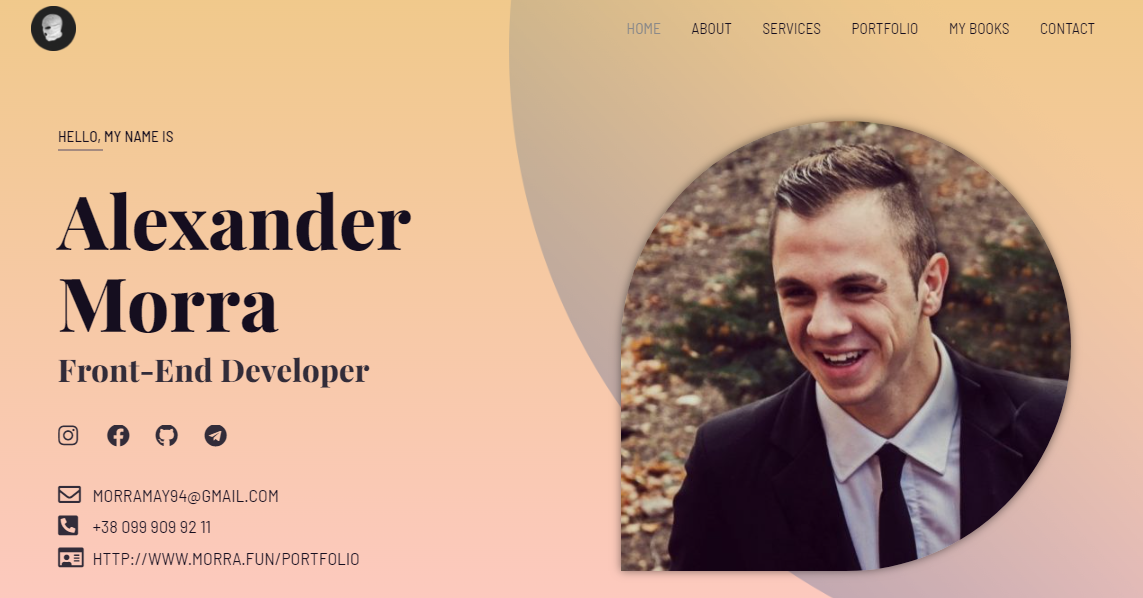 HOME ABOUT SERVICES PORTFOLIO MY BOOKS CONTACT
HELLO, MY NAME IS
Alexander
Morra
Front-End Developer
MORRAMAY94@GMAIL.COM
+38 099 909 92 11
HTTP://WWW.MORRA.FUN/PORTFOLIO